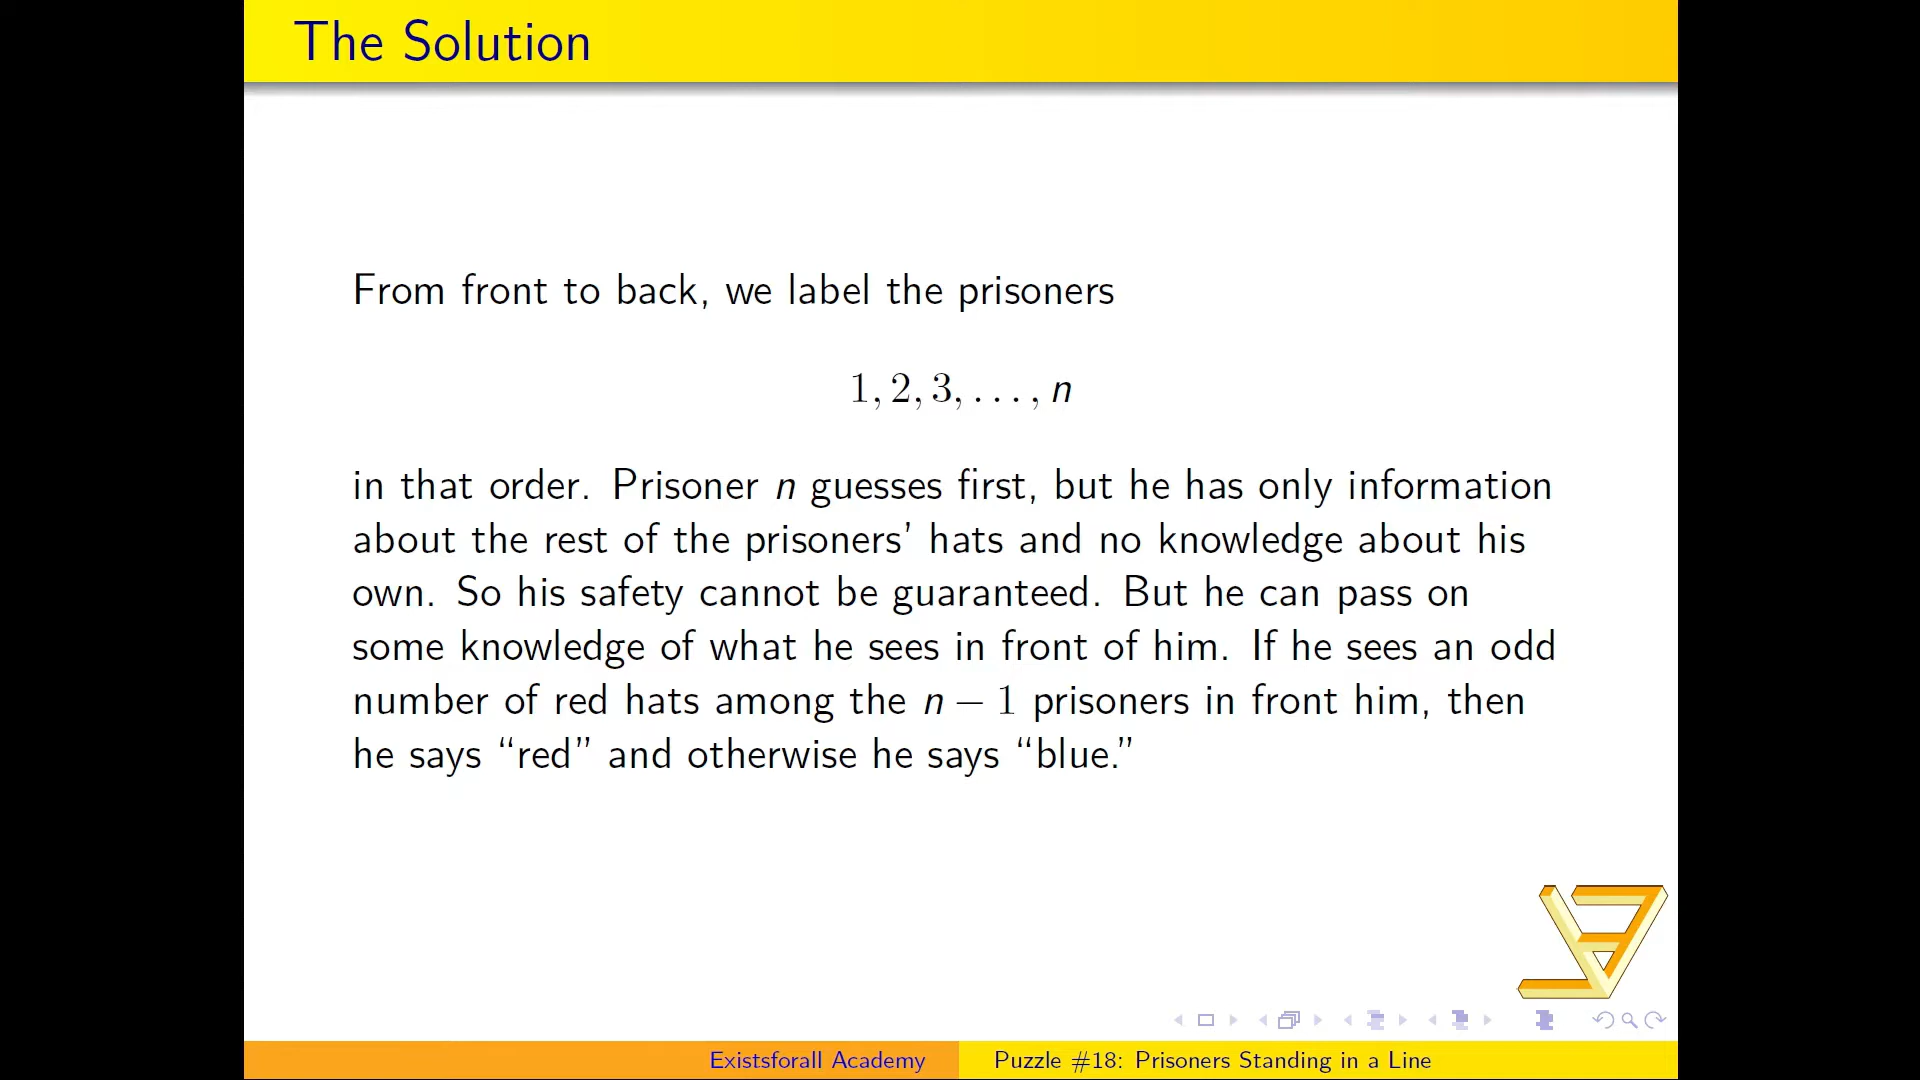 The Solution
From front to back, we label the prisoners
1, 2, 3, . . . , n
in that order. Prisoner n guesses first, but he has only information
about the rest of the prisoners’ hats and no knowledge about his
own. So his safety cannot be guaranteed. But he can pass on
some knowledge of what he sees in front of him. If he sees an odd
number of red hats among the n − 1 prisoners in front him, then
he says “red” and otherwise he says “blue.”
Existsforall Academy
Puzzle #18: Prisoners Standing in a Line